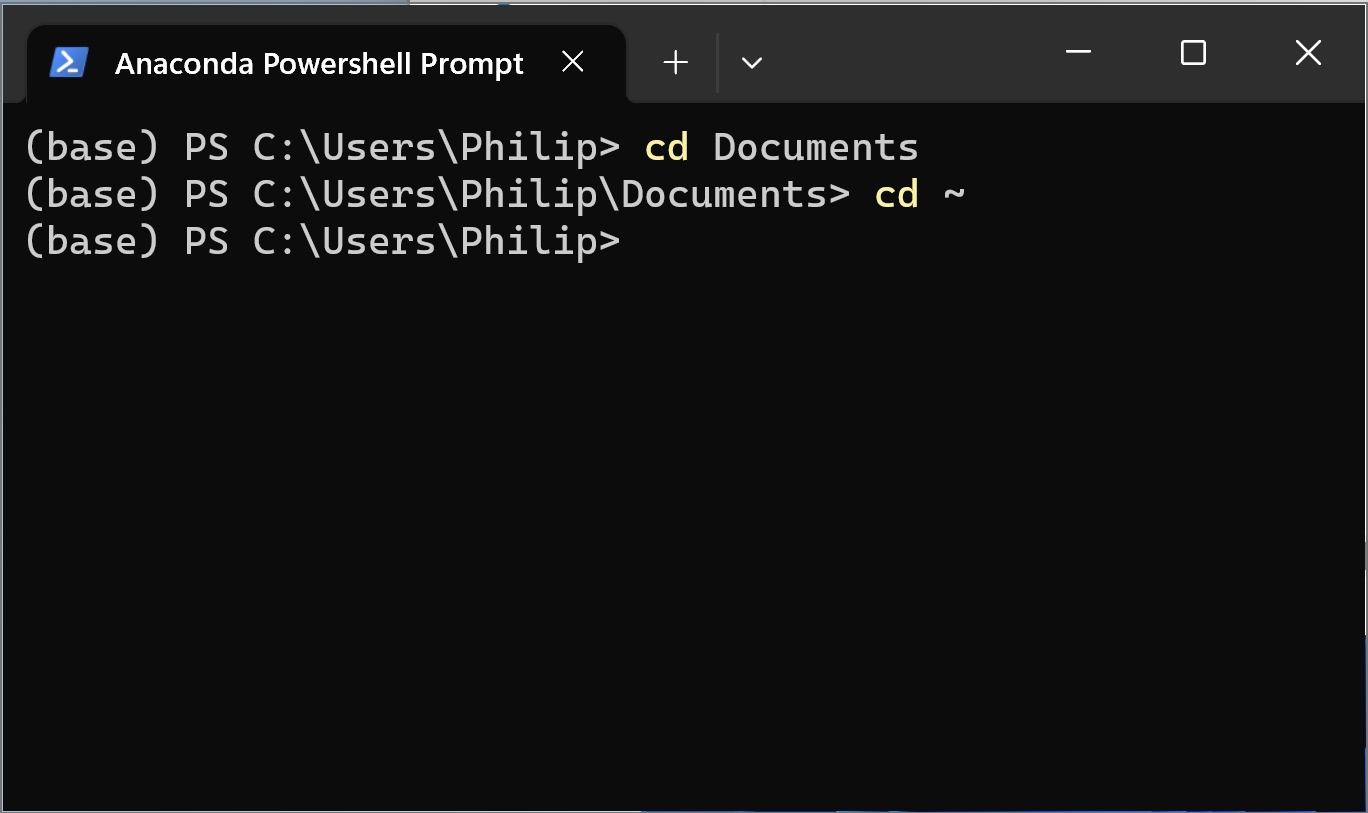 Anaconda Powershell Prompt
(base) PS C:\Users\Philip> cd Documents
(base) PS C:\Users\Philip\Documents> cd ~
(base) PS C:\Users\Philip>